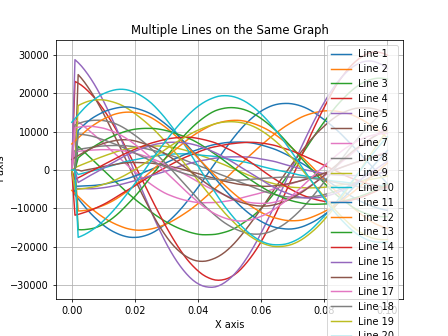 Multiple Lines on the Same Graph
30000
20000
10000
0
−10000
−20000
−30000
0.00
0.02
0.04
0.06
X axis
Line 1
Line 2
Line 3
Line 4
Line 5
Line 6
Line 7
Line 8
Line 9
Line 10
Line 11
Line 12
Line 13
Line 14
Line 15
Line 16
Line 17
Line 18
Line 19